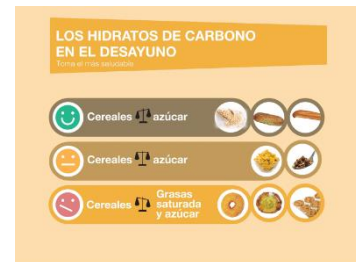 LOS HIDRATOS DE CARBONO
EN EL DESAYUNO
Toma el más saludable
Cereales azúcar
Cereales azúcar
Cereales Grasas
saturada
y azúcar